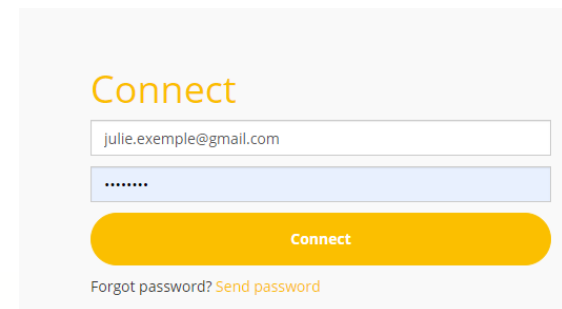 Connect
julie.exemple@gmail.com
••••••••
Connect
Forgot password? Send password